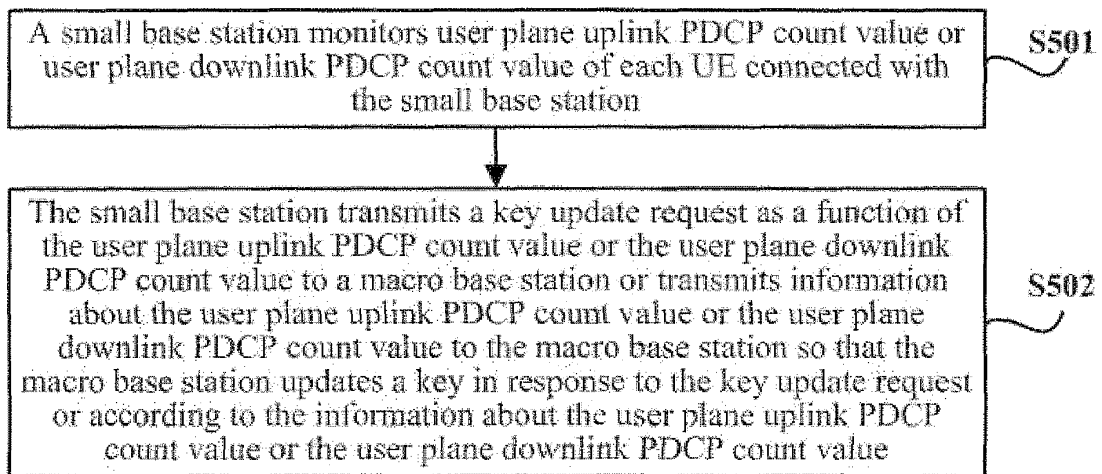 A small base station monitors user plane uplink PDCP count value or
user plane downlink PDCP count value of each UE connected with
the small base station
S501
The small base station transmits a key update request as a function of
the user plane uplink PDCP count value or the user plane downlink
PDCP count value to a macro base station or transmits information
about the user plane uplink PDCP count value or the user plane
downlink PDCP count value to the macro base station so that the
macro base station updates a key in response to the key update request
or according to the information about the user plane uplink PDCP
count value or the user plane downlink PDCP count value
S502